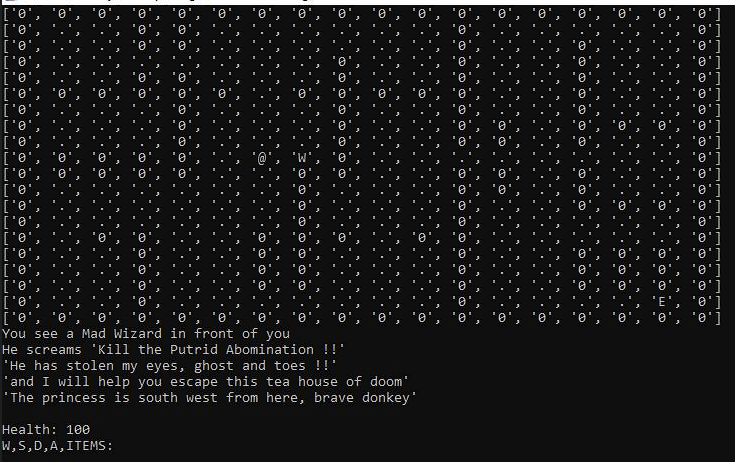 ['0', '0', '0', '0', '0', '0', '0', '0', '0', '0', '0', '0', '0', '0', '0', '0', '0', '0']
['0', '.', '.', '.', '0', '.', '.', '.', '.', '.', '.', '0', '.', '.', '.', '.', '.', '0']
['0', '.', '.', '0', '0', '.', '.', '.', '.', '.', '.', '0', '.', '.', '0', '.', '.', '0']
['0', '.', '.', '.', '.', '.', '.', '.', '0', '.', '.', '0', '.', '.', '0', '.', '.', '0']
['0', '.', '.', '0', '0', '.', '.', '.', '0', '.', '.', '0', '.', '.', '0', '.', '.', '0']
['0', '0', '0', '0', '0', '0', '.', '0', '0', '0', '0', '0', '.', '.', '0', '.', '.', '0']
['0', '.', '.', '.', '0', '.', '.', '.', '0', '.', '.', '0', '.', '.', '0', '.', '.', '0']
['0', '.', '.', '.', '0', '.', '.', '.', '0', '.', '.', '0', '0', '.', '0', '0', '0', '0']
['0', '.', '.', '.', '0', '.', '.', '.', '0', '.', '.', '0', '0', '.', '0', '.', '.', '0']
['0', '0', '0', '0', '0', '.', '@', 'W', '0', '.', '.', '.', '.', '.', '.', '.', '.', '0']
['0', '.', '.', '0', '0', '.', '.', '0', '0', '.', '.', '0', '0', '.', '0', '.', '.', '0']
['0', '.', '.', '.', '.', '.', '.', '0', '.', '.', '.', '0', '0', '.', '0', '.', '.', '0']
['0', '.', '.', '.', '.', '.', '.', '0', '.', '.', '.', '0', '.', '.', '0', '0', '0', '0']
['0', '.', '.', '.', '.', '.', '.', '0', '.', '.', '.', '0', '.', '.', '.', '.', '.', '0']
['0', '.', '0', '0', '.', '.', '0', '0', '0', '.', '0', '0', '.', '.', '.', '.', '.', '0']
['0', '.', '.', '0', '.', '.', '0', '0', '.', '.', '.', '0', '.', '.', '0', '0', '0', '0']
['0', '.', '.', '0', '.', '.', '0', '0', '.', '.', '.', '0', '.', '.', '.', '0', '0', '0']
['0', '.', '.', '0', '.', '.', '0', '0', '.', '.', '.', '0', '.', '.', '.', '0', '0', '0']
['0', '.', '.', '0', '.', '.', '.', '.', '.', '.', '.', '0', '.', '.', '.', '.', 'E', '0']
['0', '0', '0', '0', '0', '0', '0', '0', '0', '0', '0', '0', '0', '0', '0', '0', '0', '0']
You see a Mad Wizard in front of you
He screams 'Kill the Putrid Abomination !!'
'He has stolen my eyes, ghost and toes !!'
'and I will help you escape this tea house of doom'
'The princess is south west from here, brave donkey'
Health: 100
W,S,D,A,ITEMS: